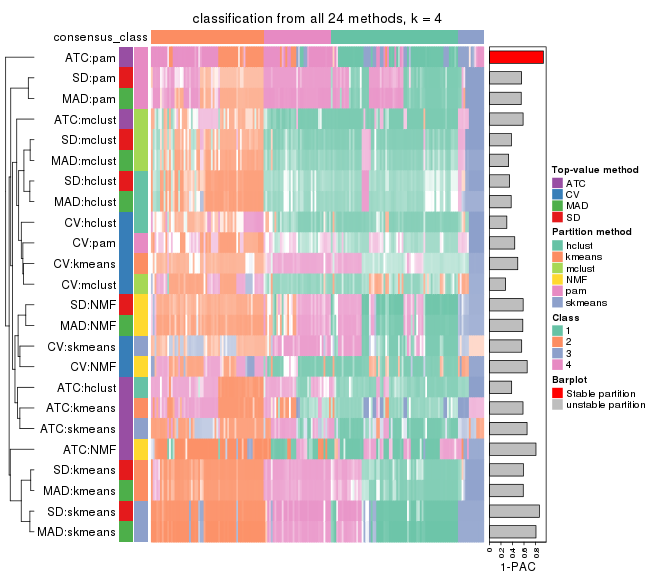 classification from all 24 methods, k = 4
consensus_class
ATC:pam
SD:pam
MAD:pam
ATC:mclust
SD:mclust
MAD:mclust
SD:hclust
MAD:hclust
CV:hclust
CV:pam
CV:kmeans
CV:mclust
SD:NMF
MAD:NMF
CV:skmeans
CV:NMF
ATC:hclust
ATC:kmeans
ATC:skmeans
ATC:NMF
SD:kmeans
MAD:kmeans
SD:skmeans
MAD:skmeans
0
0.2
0.4
0.6
0.8
1-PAC
Top-value method
ATC
CV
MAD
SD
Partition method
hclust
kmeans
mclust
NMF
pam
skmeans
Class
1
2
3
4
Barplot
Stable partition
unstable partition